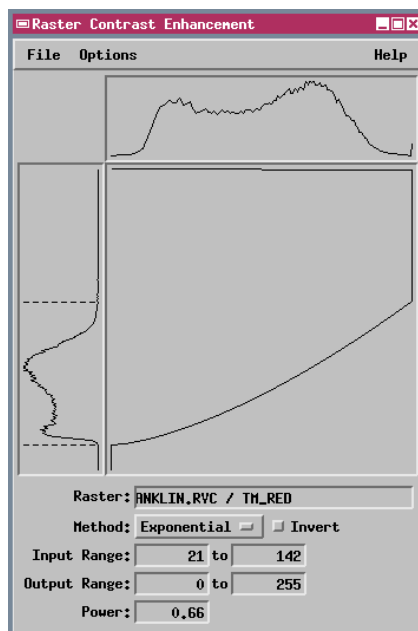 Raster Contrast Enhancement
File Options Help
Raster: ANKLIN.RVC / TM_RED
Method: Exponential Invert
Input Range: 21 to 142
Output Range: 0 to 255
Power: 0.66